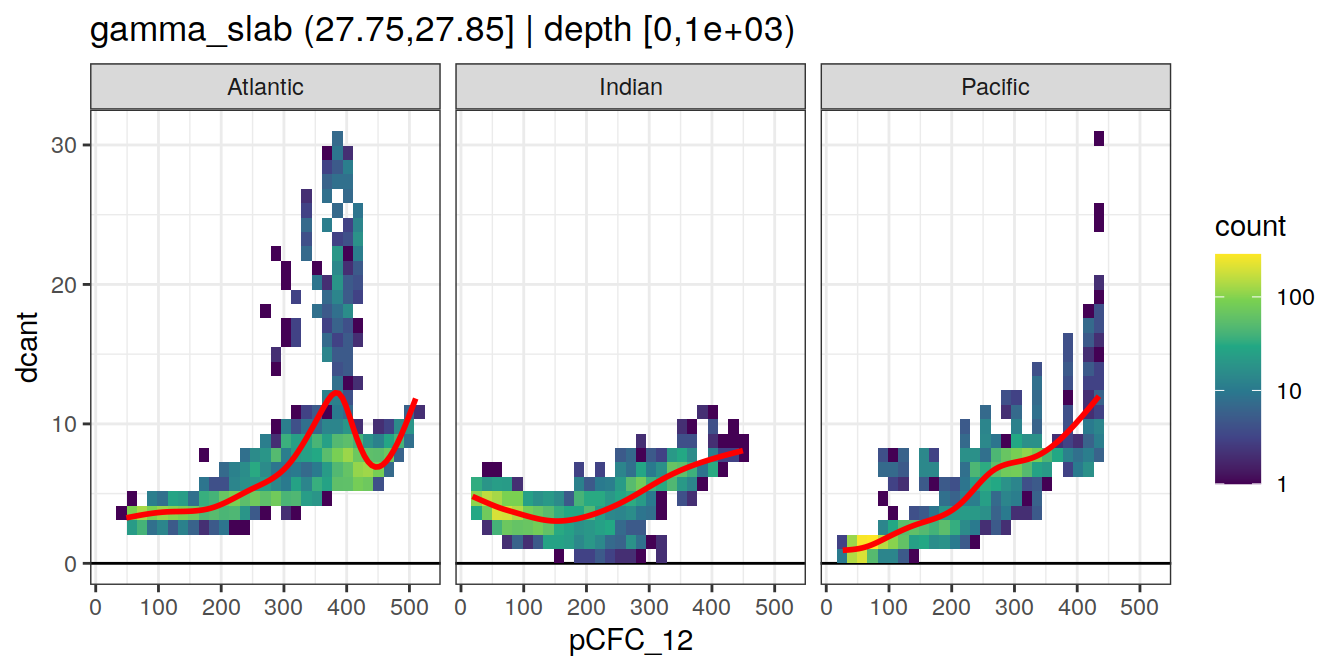 gamma_slab (27.75,27.85] | depth [0,1e+03)
Atlantic Indian Pacific
count
30
20
10
0
dcant
100
10
1
0 100 200 300 400 500 0 100 200 300 400 500 0 100 200 300 400 500
pCFC_12